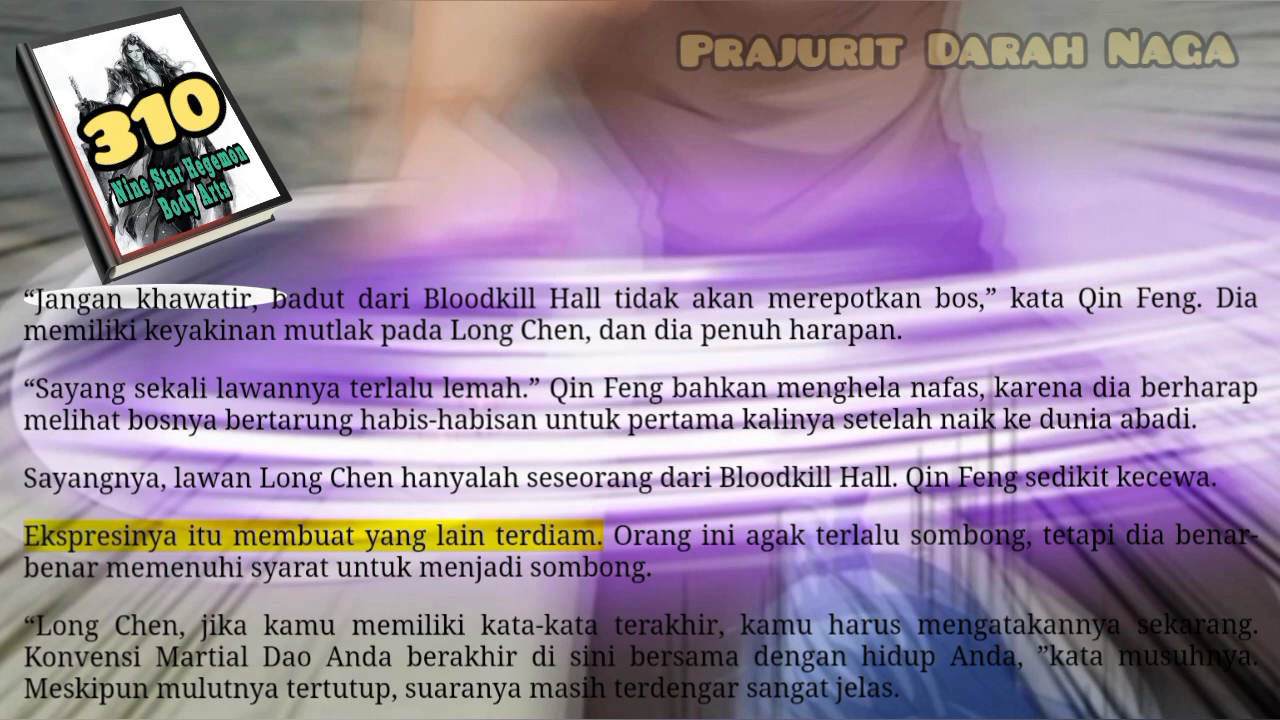 Prajurit Darah Naga
310
Nine Star Hegemon
Body Arts
“Jangan khawatir, badut dari Bloodkill Hall tidak akan merepotkan bos,” kata Qin Feng. Dia
memiliki keyakinan mutlak pada Long Chen, dan dia penuh harapan.
“Sayang sekali lawannya terlalu lemah.” Qin Feng bahkan menghela nafas, karena dia berharap
melihat bosnya bertarung habis-habisan untuk pertama kalinya setelah naik ke dunia abadi.
Sayangnya, lawan Long Chen hanyalah seseorang dari Bloodkill Hall. Qin Feng sedikit kecewa.
Ekspresinya itu membuat yang lain terdiam. Orang ini agak terlalu sombong, tetapi dia benar-
benar memenuhi syarat untuk menjadi sombong.
“Long Chen, jika kamu memiliki kata-kata terakhir, kamu harus mengatakannya sekarang.
Konvensi Martial Dao Anda berakhir di sini bersama dengan hidup Anda, ”kata musuhnya.
Meskipun mulutnya tertutup, suaranya masih terdengar sangat jelas.